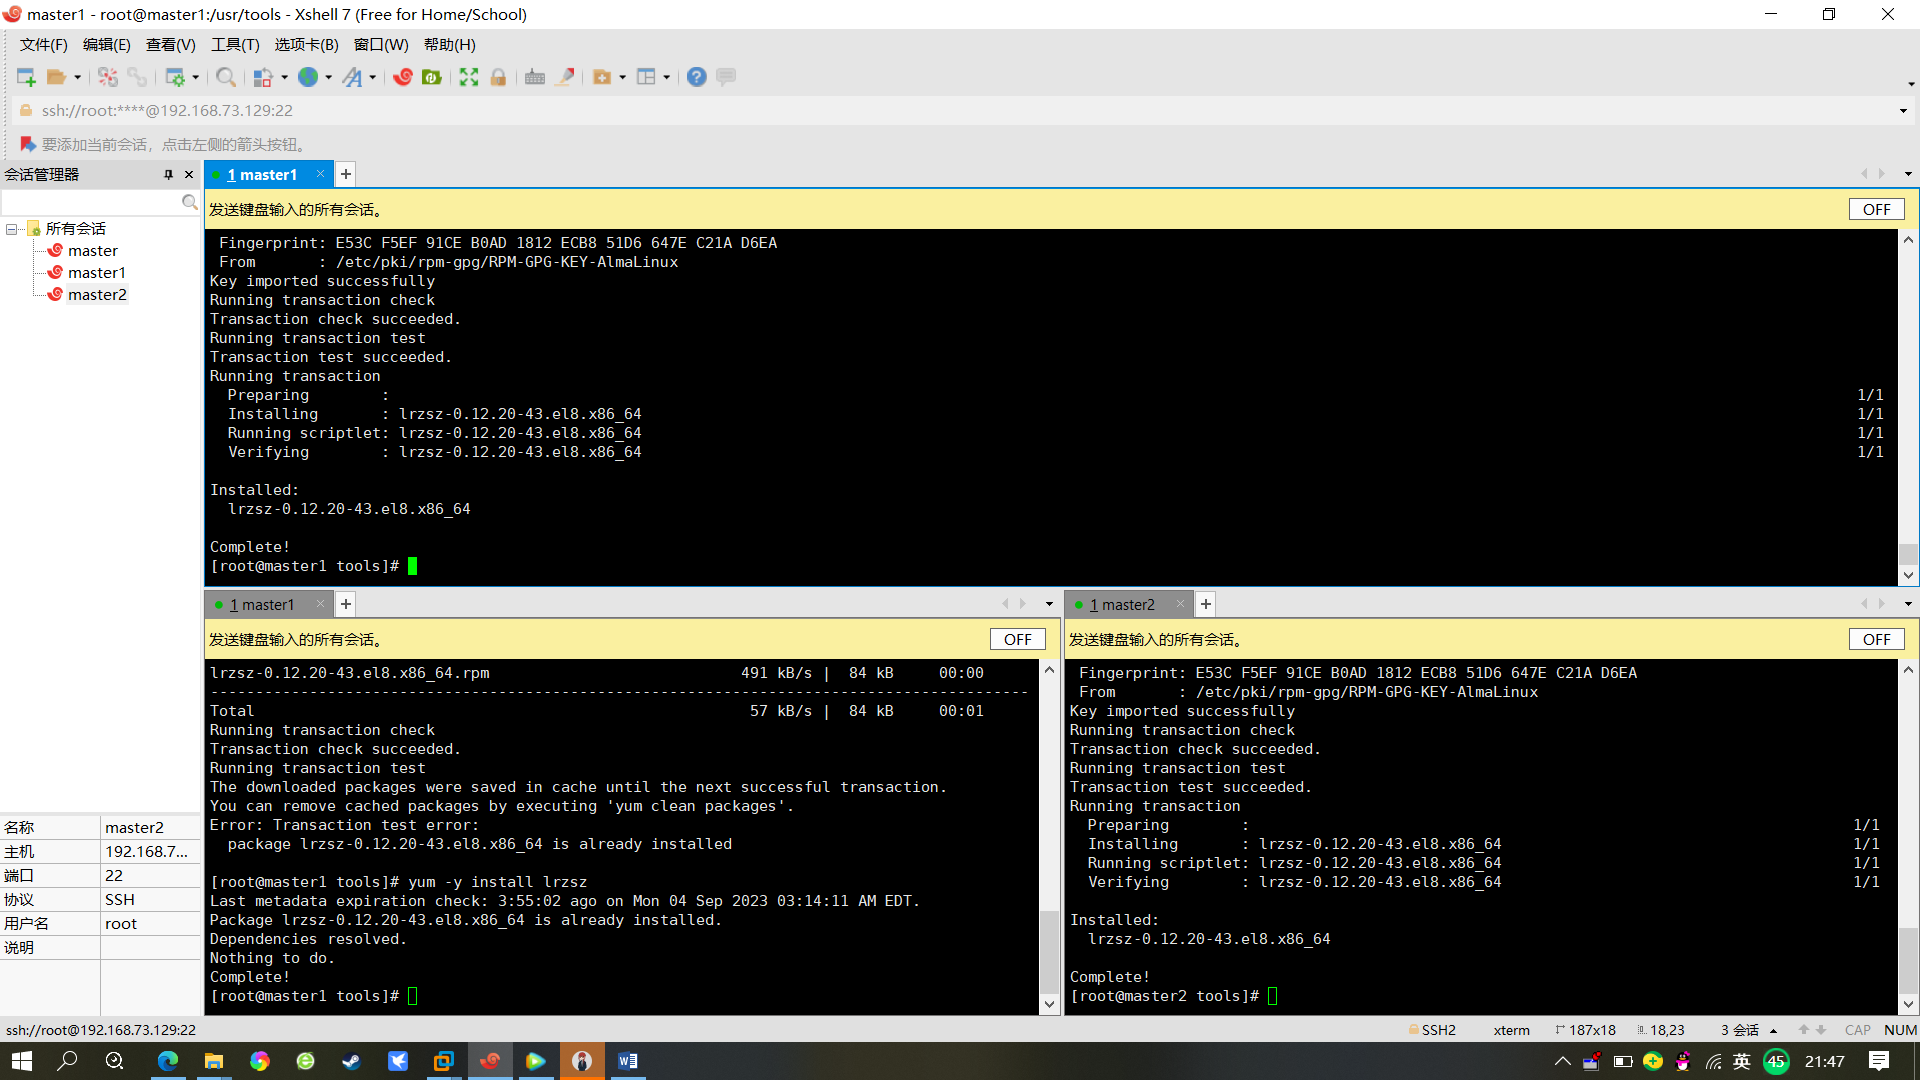 master1 - root@master1:/usr/tools - Xshell 7 (Free for Home/School)
文件(F) 编辑(E) 查看(V) 工具(T) 选项卡(B) 窗口(W) 帮助(H)
ssh://root:****@192.168.73.129:22
要添加当前会话，点击左侧的箭头按钮。
会话管理器
所有会话
master
master1
master2
名称 master2
主机 192.168.7...
端口 22
协议 SSH
用户名 root
说明
1 master1
发送键盘输入的所有会话。 OFF
Fingerprint: E53C F5EF 91CE B0AD 1812 ECB8 51D6 647E C21A D6EA
From       : /etc/pki/rpm-gpg/RPM-GPG-KEY-AlmaLinux
Key imported successfully
Running transaction check
Transaction check succeeded.
Running transaction test
Transaction test succeeded.
Running transaction
Preparing        : 1/1
Installing       : lrzsz-0.12.20-43.el8.x86_64 1/1
Running scriptlet: lrzsz-0.12.20-43.el8.x86_64 1/1
Verifying        : lrzsz-0.12.20-43.el8.x86_64 1/1
Installed:
lrzsz-0.12.20-43.el8.x86_64
Complete!
[root@master1 tools]#
1 master1
发送键盘输入的所有会话。 OFF
lrzsz-0.12.20-43.el8.x86_64.rpm 491 kB/s | 84 kB 00:00
--------------------------------------------------------------------------------------------
Total 57 kB/s | 84 kB 00:01
Running transaction check
Transaction check succeeded.
Running transaction test
The downloaded packages were saved in cache until the next successful transaction.
You can remove cached packages by executing 'yum clean packages'.
Error: Transaction test error:
package lrzsz-0.12.20-43.el8.x86_64 is already installed
[root@master1 tools]# yum -y install lrzsz
Last metadata expiration check: 3:55:02 ago on Mon 04 Sep 2023 03:14:11 AM EDT.
Package lrzsz-0.12.20-43.el8.x86_64 is already installed.
Dependencies resolved.
Nothing to do.
Complete!
[root@master1 tools]#
1 master2
发送键盘输入的所有会话。 OFF
Fingerprint: E53C F5EF 91CE B0AD 1812 ECB8 51D6 647E C21A D6EA
From       : /etc/pki/rpm-gpg/RPM-GPG-KEY-AlmaLinux
Key imported successfully
Running transaction check
Transaction check succeeded.
Running transaction test
Transaction test succeeded.
Running transaction
Preparing        : 1/1
Installing       : lrzsz-0.12.20-43.el8.x86_64 1/1
Running scriptlet: lrzsz-0.12.20-43.el8.x86_64 1/1
Verifying        : lrzsz-0.12.20-43.el8.x86_64 1/1
Installed:
lrzsz-0.12.20-43.el8.x86_64
Complete!
[root@master2 tools]#
ssh://root@192.168.73.129:22 SSH2 xterm 187x18 18,23 3 会话 CAP NUM
英 45 21:47